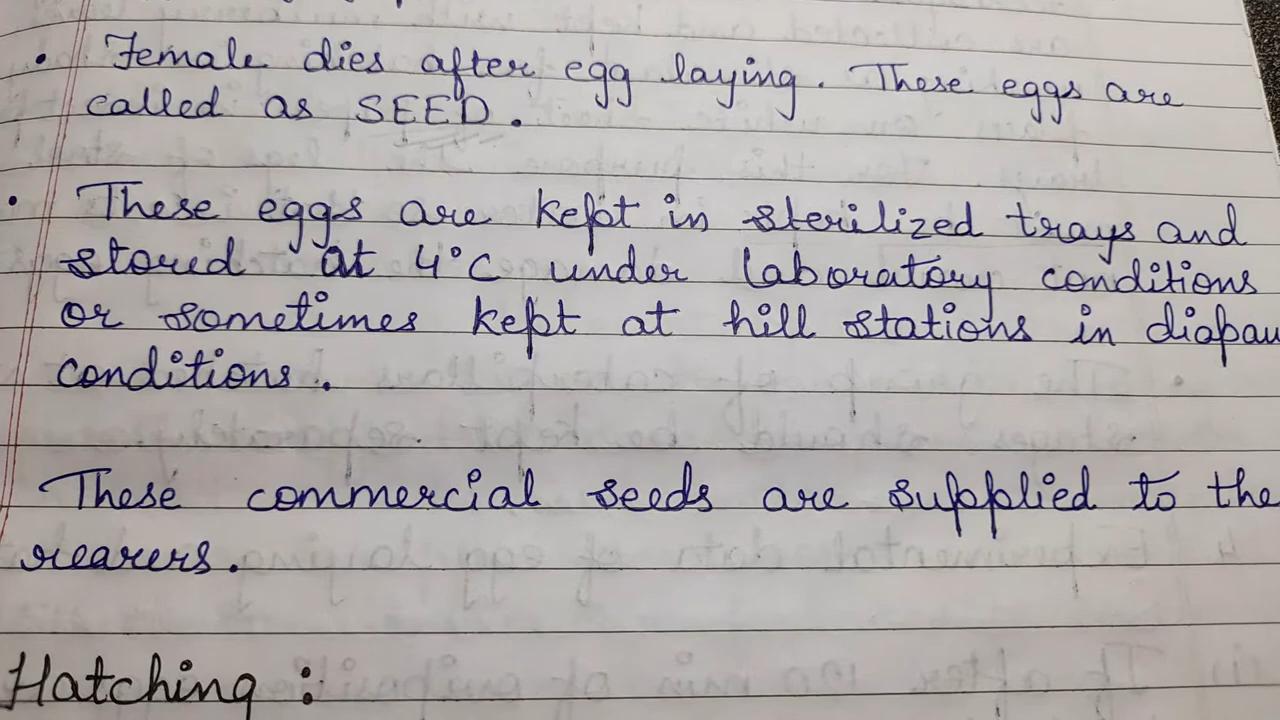 • Female dies after egg laying. These eggs are
called as SEED.
• These eggs are kept in sterilized trays and
stored at 4°C under laboratory conditions
or sometimes kept at hill stations in diapau
conditions.
These commercial seeds are supplied to the
rearers.
Hatching :